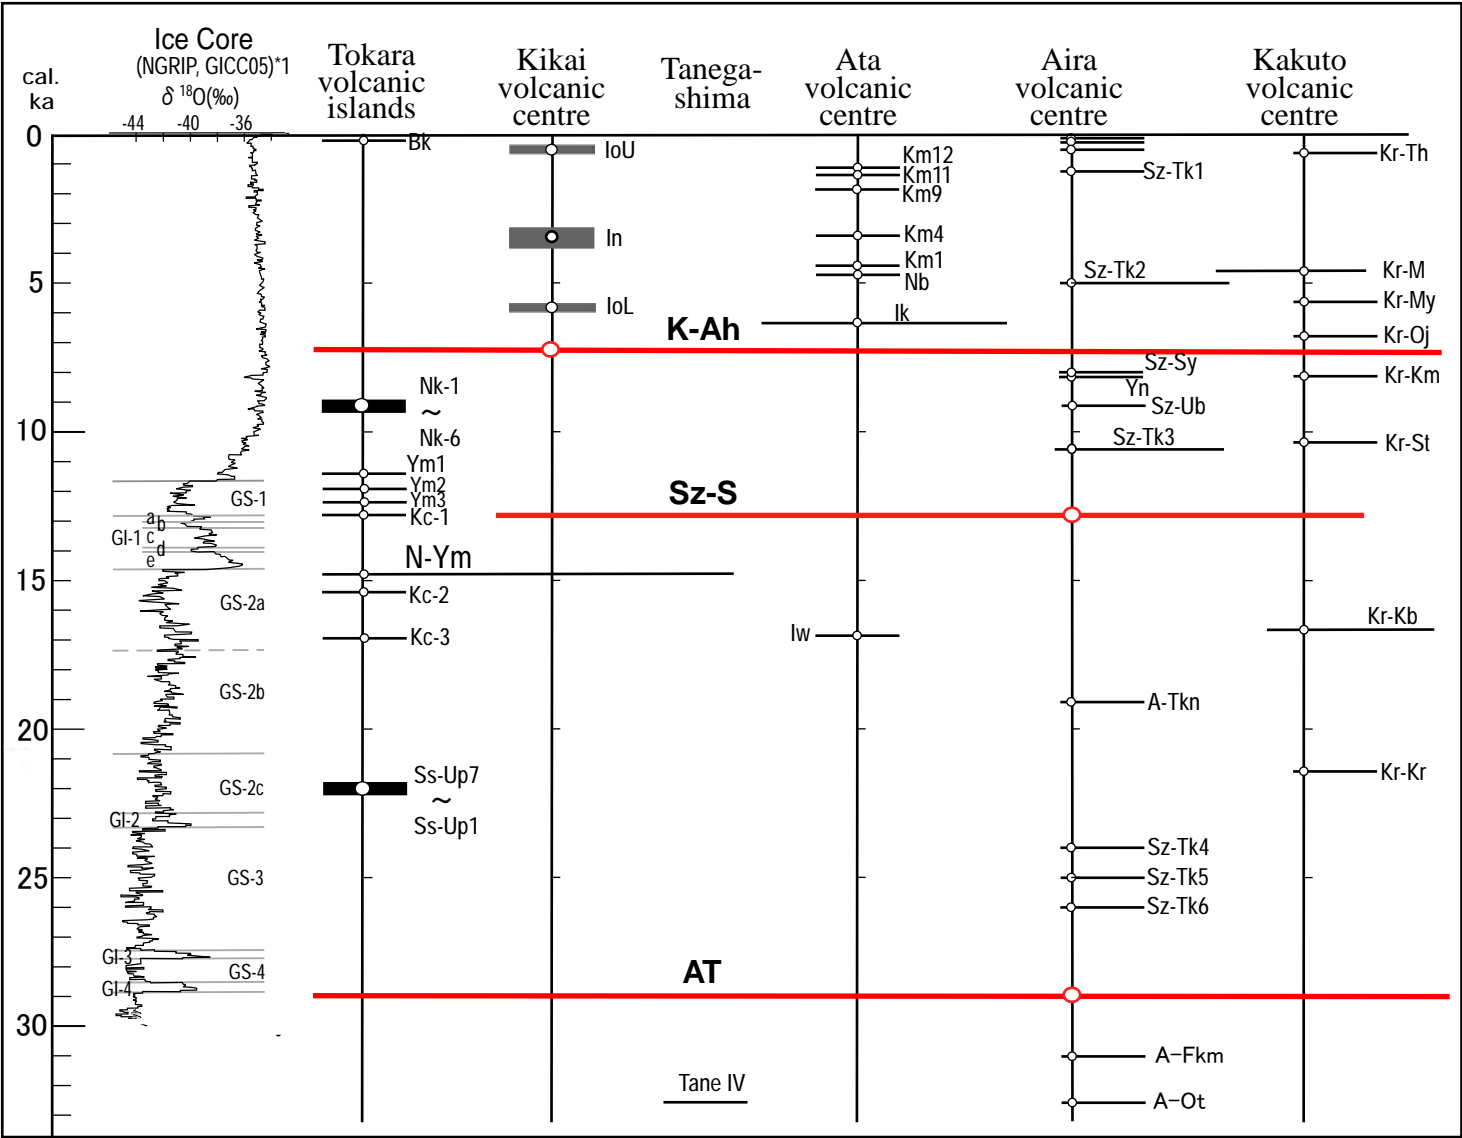 Ice Core
(NGRIP, GICC05)*1
δ 18O(‰)
-44 -40 -36
cal.
ka
Tokara
volcanic
islands
Kikai
volcanic
centre
Tanega-
shima
Ata
volcanic
centre
Aira
volcanic
centre
Kakuto
volcanic
centre
0
5
10
15
20
25
30
GS-1
a
b
GI-1 c
d
e
GS-2a
GS-2b
GS-2c
GI-2
GS-3
GI-3
GS-4
GI-4
Bk
Nk-1
~
Nk-6
Ym1
Ym2
Ym3
Kc-1
N-Ym
Kc-2
Kc-3
Ss-Up7
~
Ss-Up1
IoU
In
IoL
K-Ah
Sz-S
AT
Tane IV
Km12
Km11
Km9
Km4
Km1
Nb
Ik
Iw
Sz-Tk1
Sz-Tk2
Sz-Sy
Yn
Sz-Ub
Sz-Tk3
A-Tkn
Sz-Tk4
Sz-Tk5
Sz-Tk6
A-Fkm
A-Ot
Kr-Th
Kr-M
Kr-My
Kr-Oj
Kr-Km
Kr-St
Kr-Kb
Kr-Kr